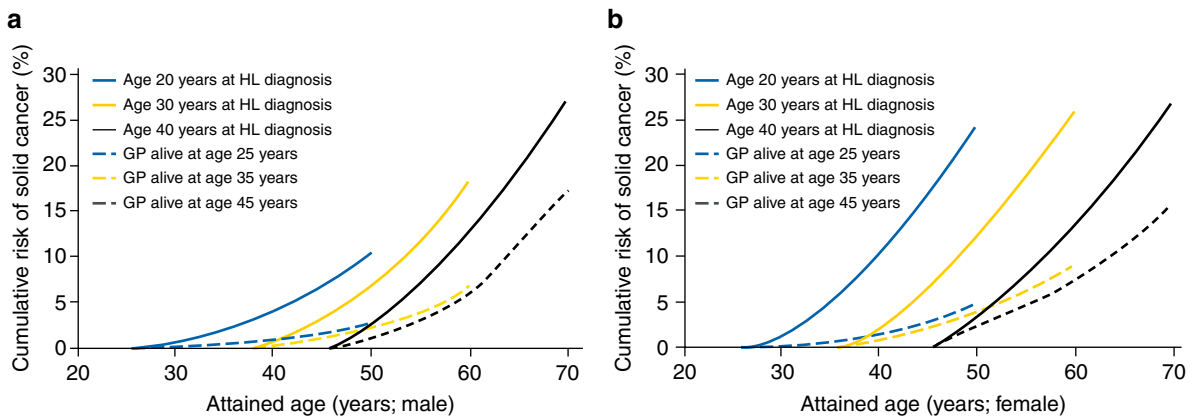 a
Cumulative risk of solid cancer (%)
30
25
20
15
10
5
0
Age 20 years at HL diagnosis
Age 30 years at HL diagnosis
Age 40 years at HL diagnosis
GP alive at age 25 years
GP alive at age 35 years
GP alive at age 45 years
20 30 40 50 60 70
Attained age (years; male)
b
Cumulative risk of solid cancer (%)
30
25
20
15
10
5
0
Age 20 years at HL diagnosis
Age 30 years at HL diagnosis
Age 40 years at HL diagnosis
GP alive at age 25 years
GP alive at age 35 years
GP alive at age 45 years
20 30 40 50 60 70
Attained age (years; female)